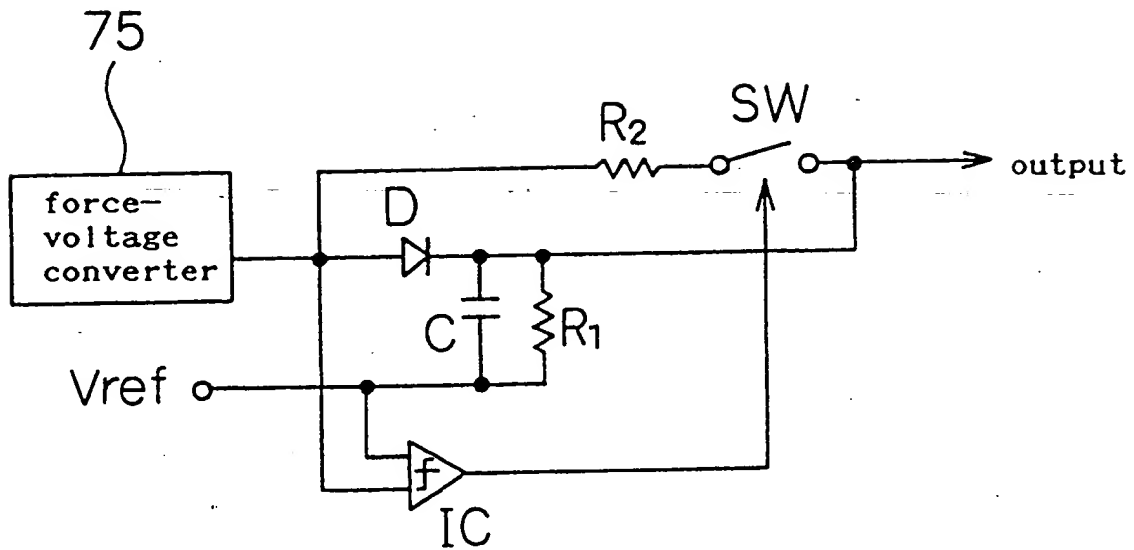 75
SW
R2
output
force-
voltage
converter
D
C
R1
Vref
IC